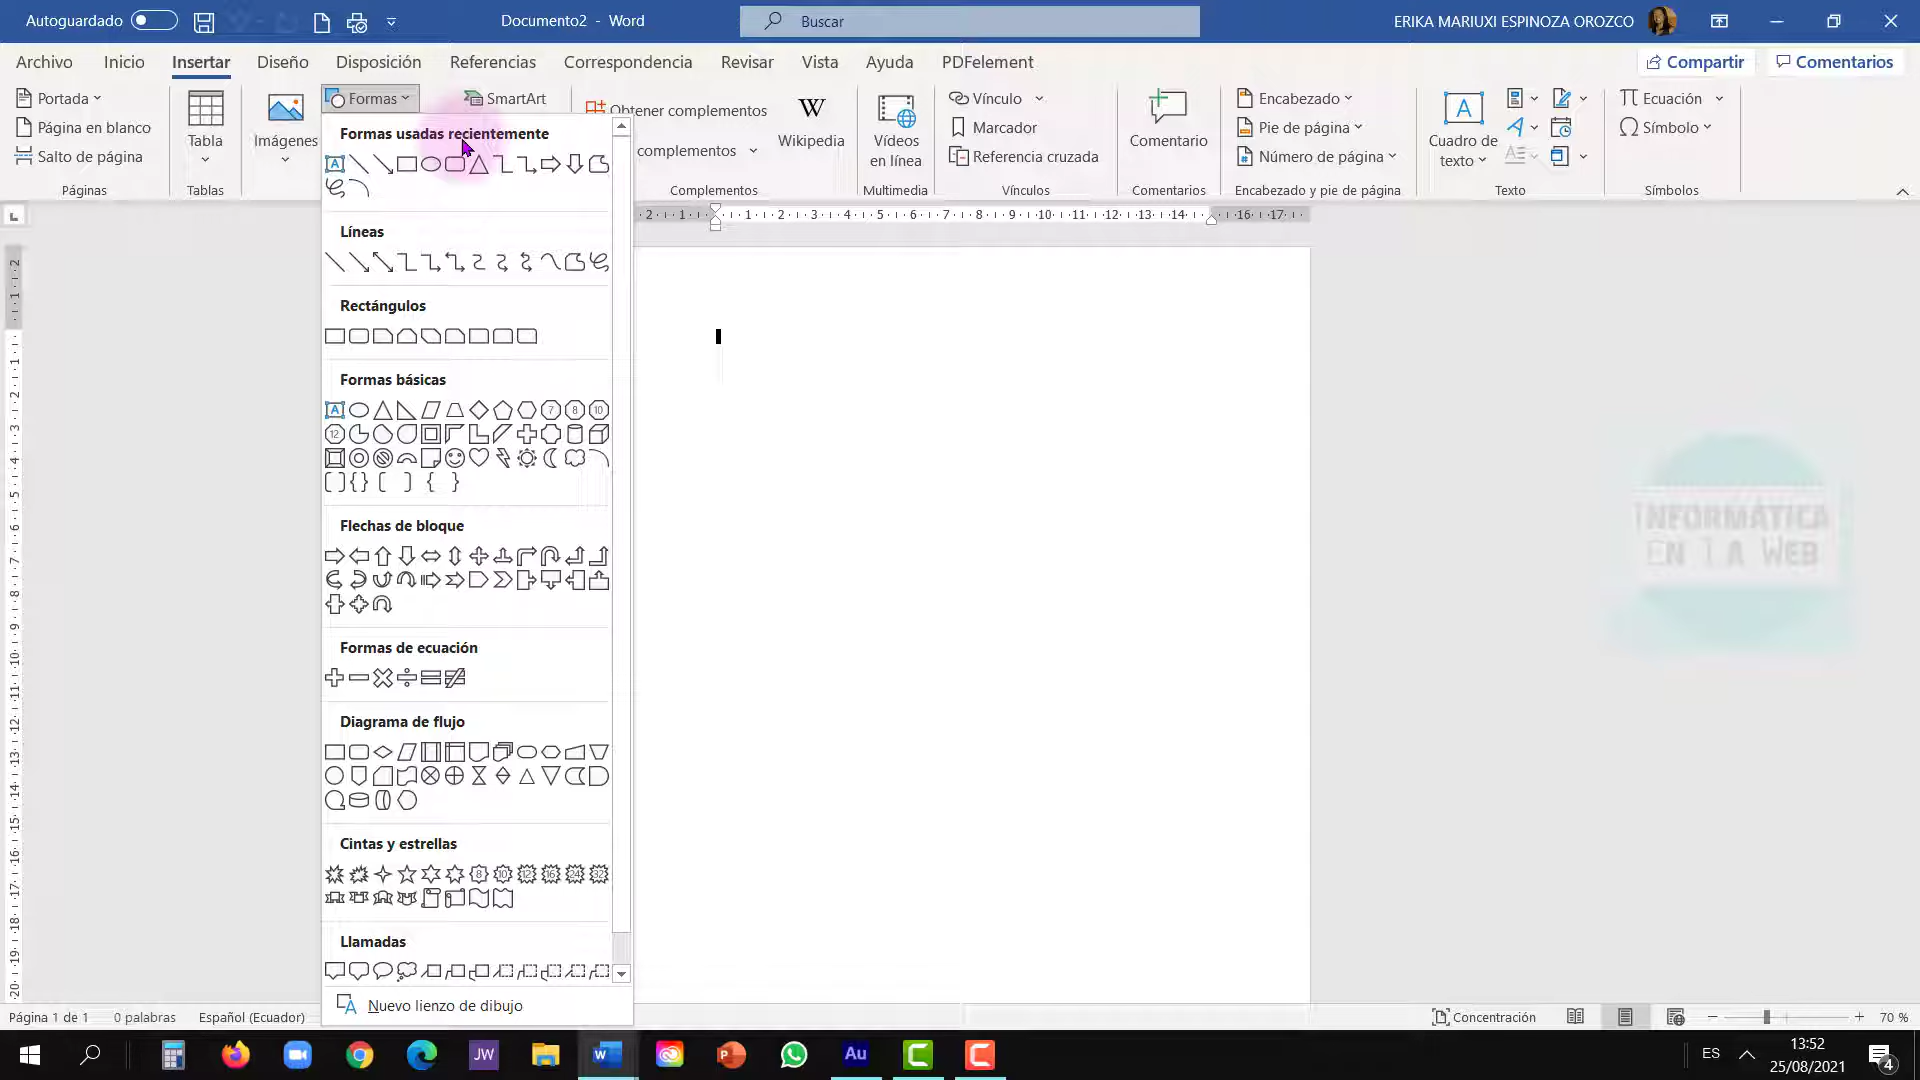 Autoguardado
Documento2 - Word
Buscar
ERIKA MARIUXI ESPINOZA OROZCO
Archivo Inicio Insertar Diseño Disposición Referencias Correspondencia Revisar Vista Ayuda PDFelement
Compartir Comentarios
Portada
Página en blanco
Salto de página
Páginas
Tabla
Tablas
Imágenes
Formas
SmartArt
Obtener complementos
complementos
Complementos
Wikipedia
Vídeos
en línea
Multimedia
Vínculo
Marcador
Referencia cruzada
Vínculos
Comentario
Comentarios
Encabezado
Pie de página
Número de página
Encabezado y pie de página
Cuadro de
texto
Texto
Ecuación
Símbolo
Símbolos
Formas usadas recientemente
Líneas
Rectángulos
Formas básicas
Flechas de bloque
Formas de ecuación
Diagrama de flujo
Cintas y estrellas
Llamadas
Nuevo lienzo de dibujo
INFORMÁTICA
EN LA WEB
Página 1 de 1
0 palabras
Español (Ecuador)
Concentración
70 %
JW
Au
ES
13:52
25/08/2021
4